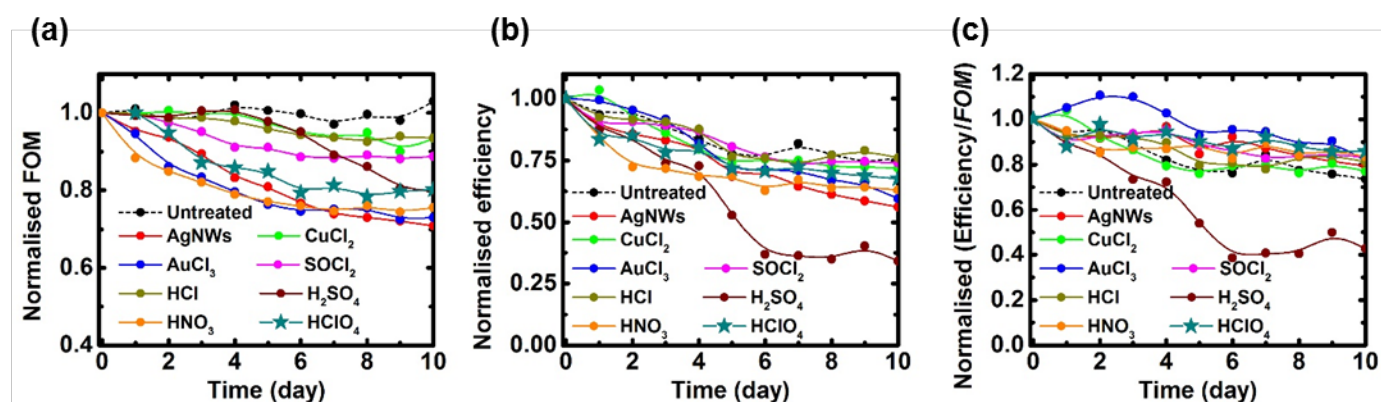 (a)
Normalised FOM
1.0
0.8
0.6
0.4
0
2
4
6
8
10
Time (day)
Untreated
AgNWs
CuCl₂
AuCl₃
SOCl₂
HCl
H₂SO₄
HNO₃
HClO₄
(b)
Normalised efficiency
1.00
0.75
0.50
0.25
0.00
0
2
4
6
8
10
Time (day)
Untreated
AgNWs
CuCl₂
AuCl₃
SOCl₂
HCl
H₂SO₄
HNO₃
HClO₄
(c)
Normalised (Efficiency/FOM)
1.2
1.0
0.8
0.6
0.4
0.2
0.0
0
2
4
6
8
10
Time (day)
Untreated
AgNWs
CuCl₂
AuCl₃
SOCl₂
HCl
H₂SO₄
HNO₃
HClO₄